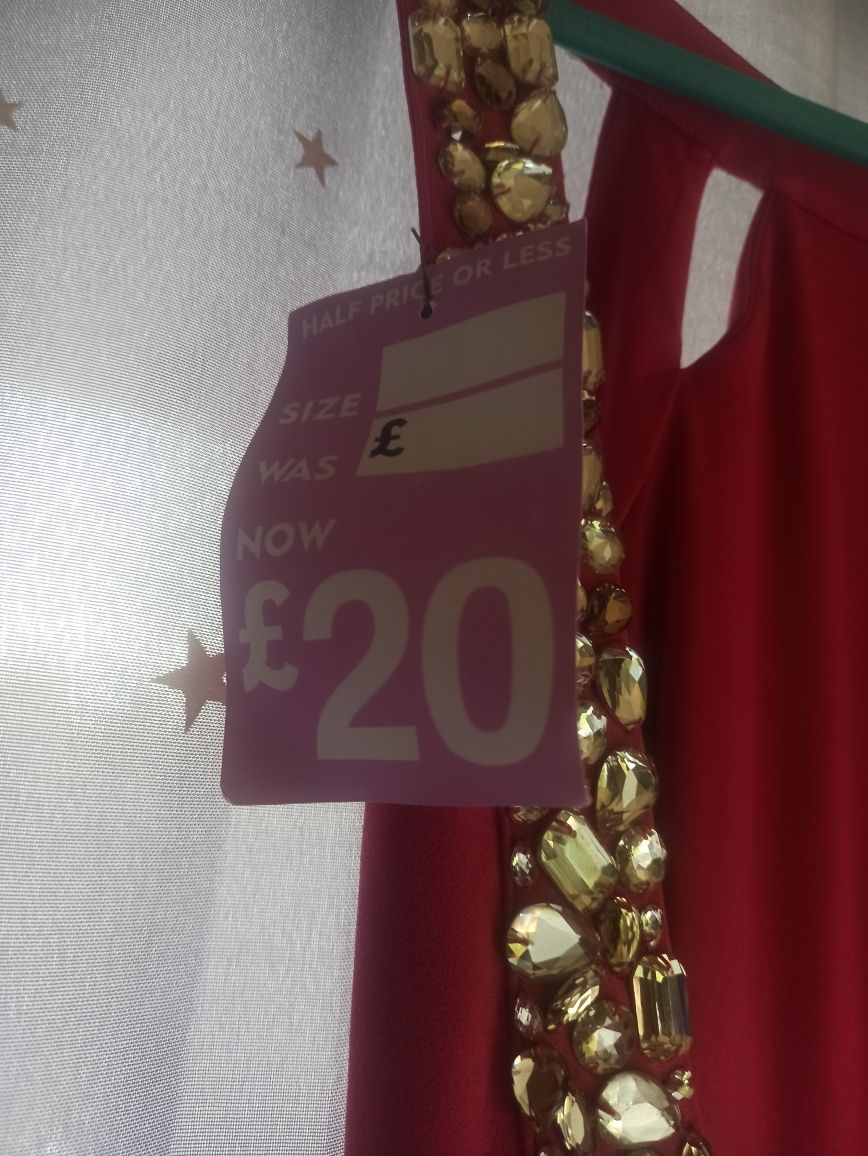 HALF PRICE OR LESS
SIZE
WAS £
NOW
£20